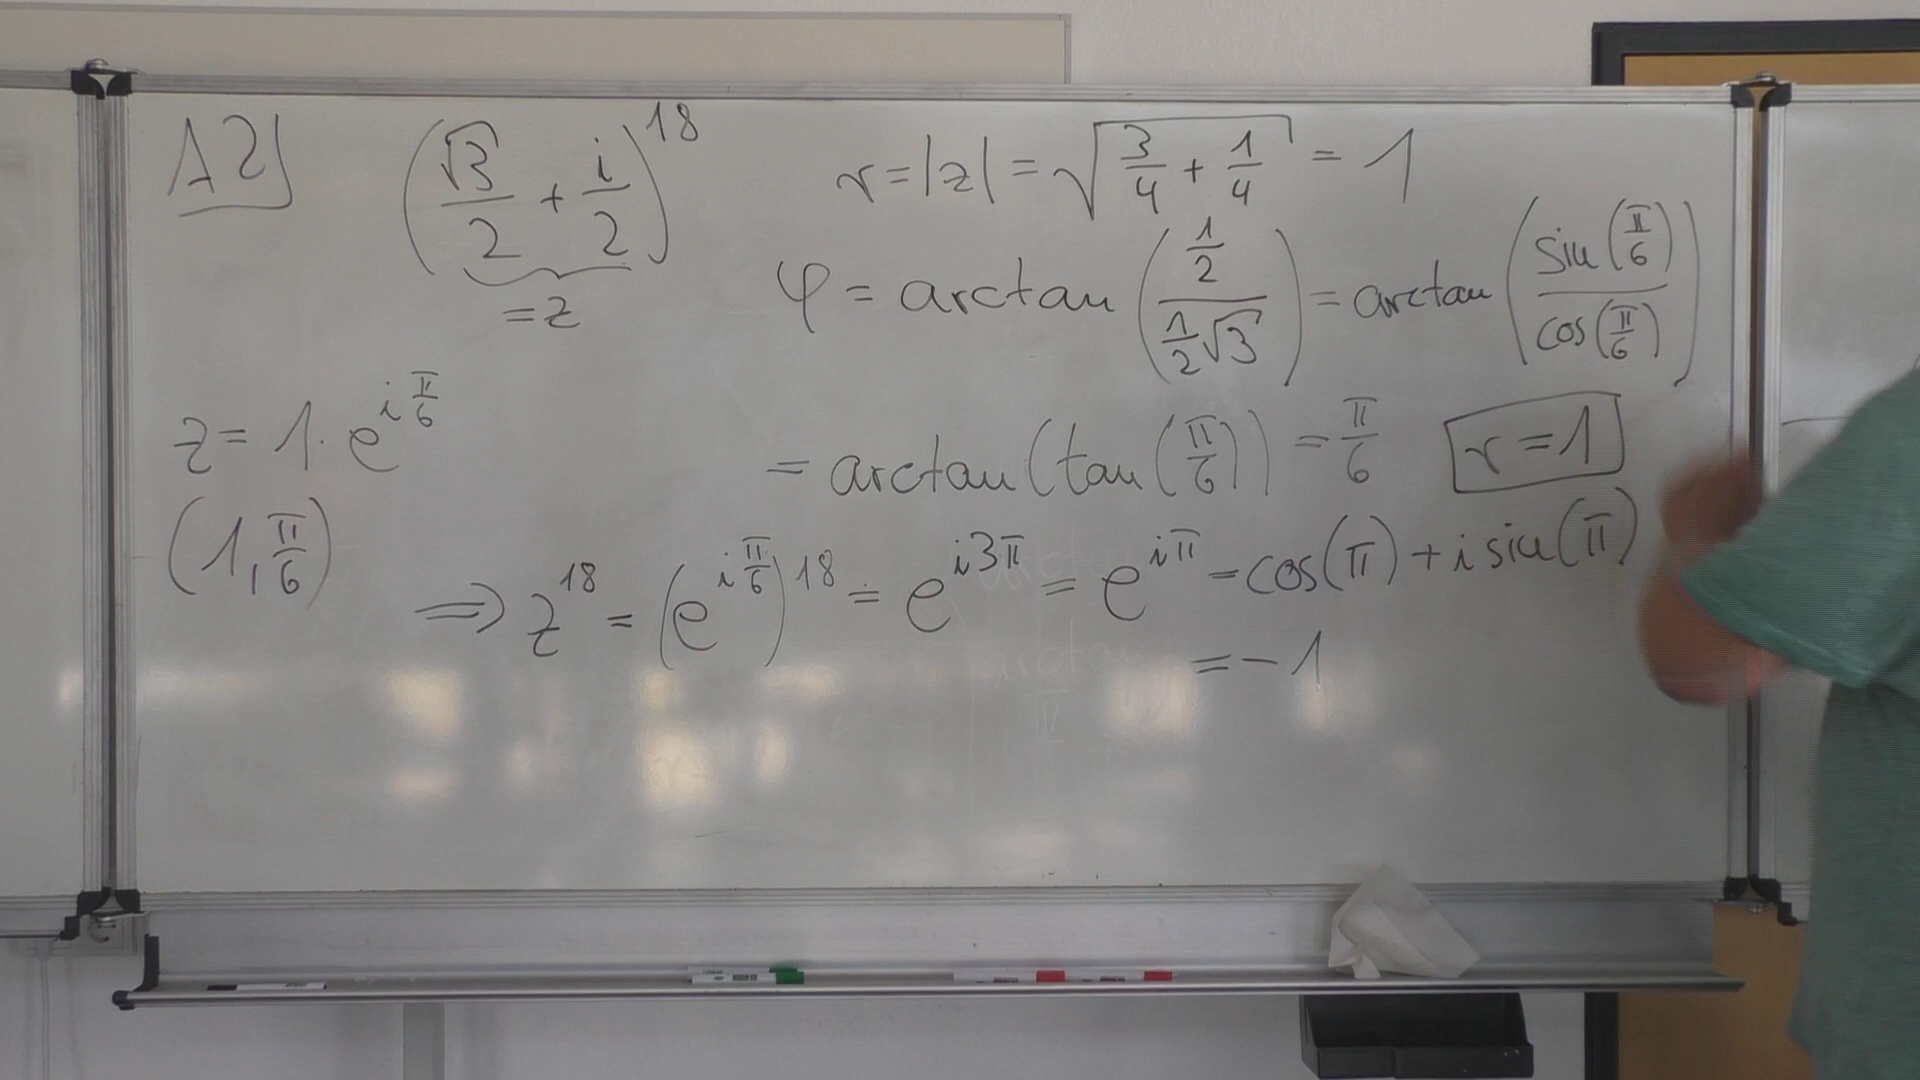 A2)
(√3/2 + i/2)^18
= z
r = |z| = √(3/4 + 1/4) = 1
φ = arctan((1/2)/(1/2 √3)) = arctan(sin(π/6)/cos(π/6))
= arctan(tan(π/6)) = π/6
r = 1
z = 1 · e^(i π/6)
(1, π/6)
⇒ z^18 = (e^(i π/6))^18 = e^(i3π) = e^(iπ) = cos(π) + i sin(π)
= -1